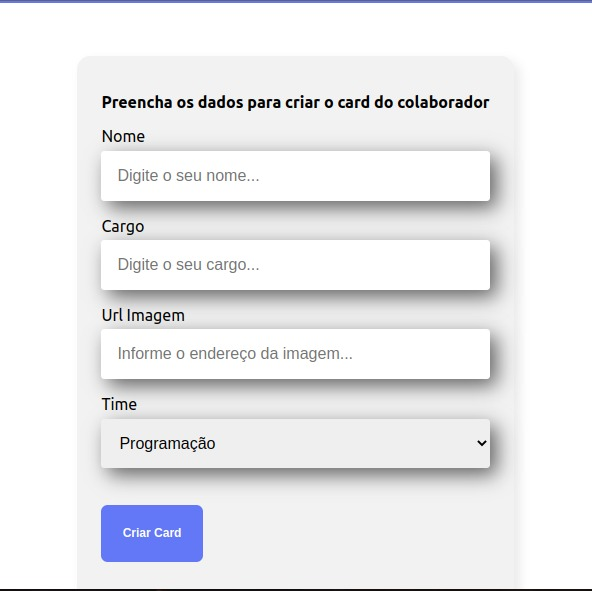 Preencha os dados para criar o card do colaborador
Nome
Digite o seu nome...
Cargo
Digite o seu cargo...
Url Imagem
Informe o endereço da imagem...
Time
Programação
Criar Card